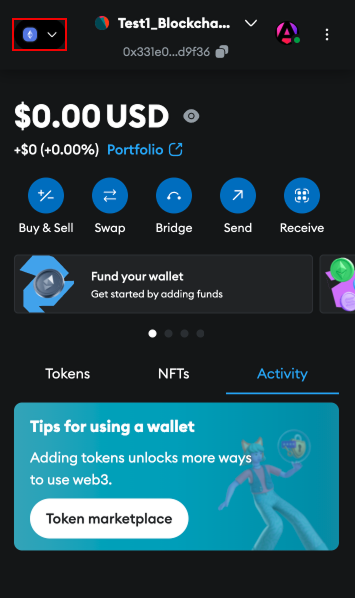 Test1_Blockcha...
0x331e0...d9f36
$0.00 USD
+$0 (+0.00%) Portfolio
Buy & Sell
Swap
Bridge
Send
Receive
Fund your wallet
Get started by adding funds
Tokens
NFTs
Activity
Tips for using a wallet
Adding tokens unlocks more ways
to use web3.
Token marketplace